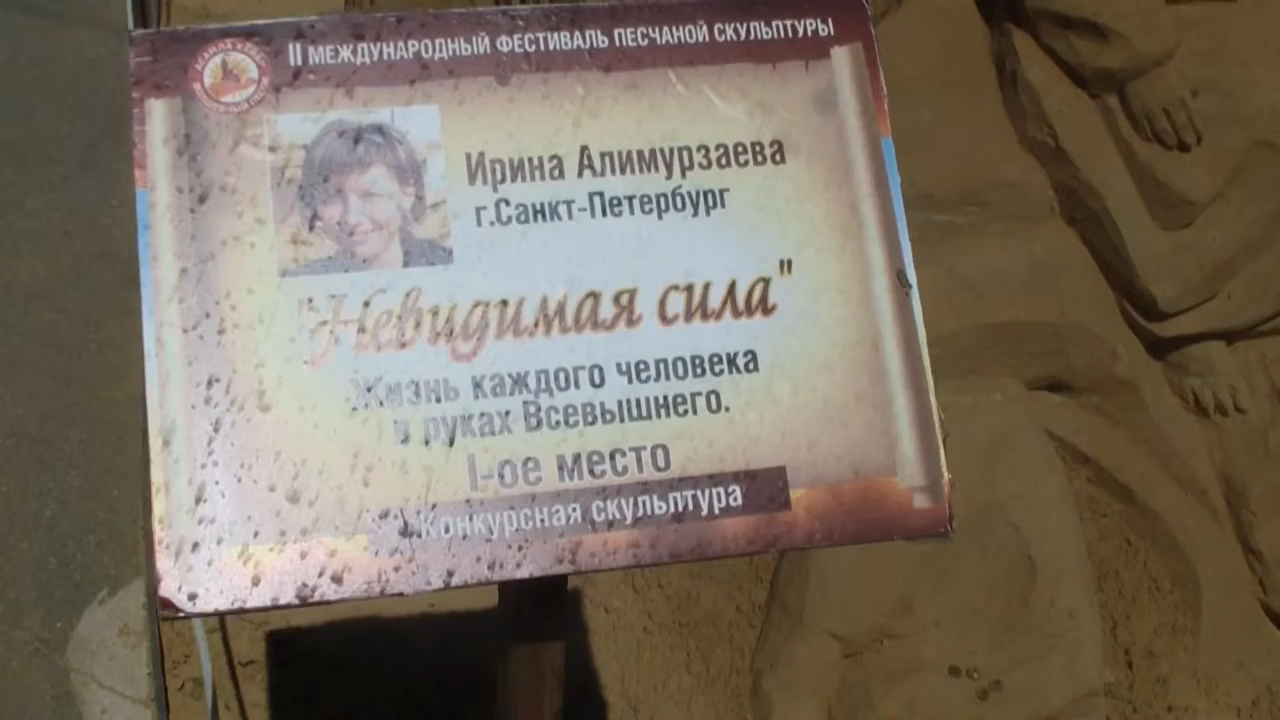 II МЕЖДУНАРОДНЫЙ ФЕСТИВАЛЬ ПЕСЧАНОЙ СКУЛЬПТУРЫ
Ирина Алимурзаева
г.Санкт-Петербург
"Невидимая сила"
Жизнь каждого человека
в руках Всевышнего.
I-ое место
Конкурсная скульптура